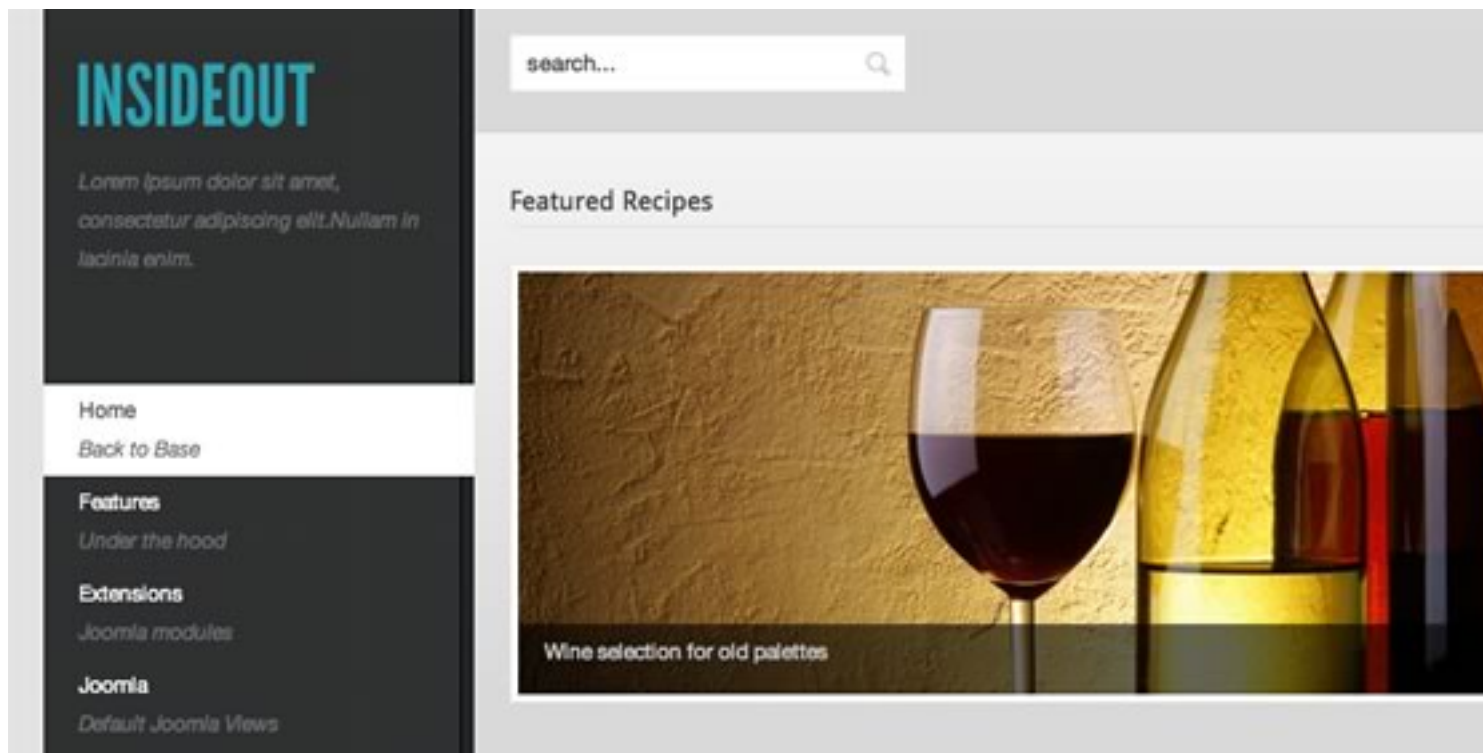 INSIDEOUT
Lorem Ipsum dolor sit amet,
consectetur adipiscing elit.Nullam in
lacinia enim.
Home
Back to Base
Features
Under the hood
Extensions
Joomla modules
Joomla
Default Joomla Views
search...
Featured Recipes
Wine selection for old palettes